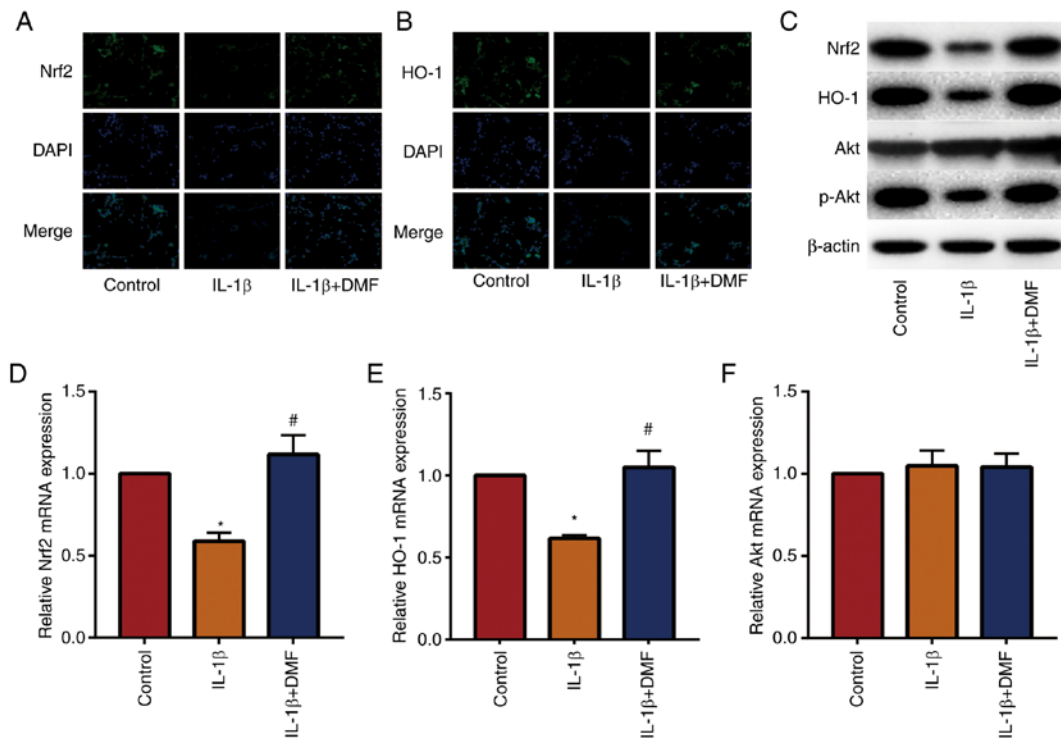 A
Nrf2
DAPI
Merge
Control
IL-1β
IL-1β+DMF
B
HO-1
DAPI
Merge
Control
IL-1β
IL-1β+DMF
C
Nrf2
HO-1
Akt
p-Akt
β-actin
Control
IL-1β
IL-1β+DMF
D
Relative Nrf2 mRNA expression
1.5
1.0
0.5
0.0
*
#
Control
IL-1β
IL-1β+DMF
E
Relative HO-1 mRNA expression
1.5
1.0
0.5
0.0
*
#
Control
IL-1β
IL-1β+DMF
F
Relative Akt mRNA expression
1.5
1.0
0.5
0.0
Control
IL-1β
IL-1β+DMF